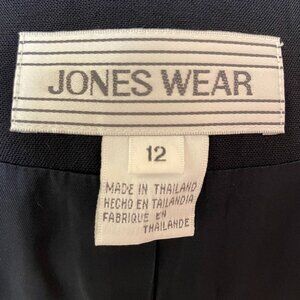 JONES WEAR
12
MADE IN THAILAND
HECHO EN TAILANDIA
FABRIQUE EN
THAILANDE